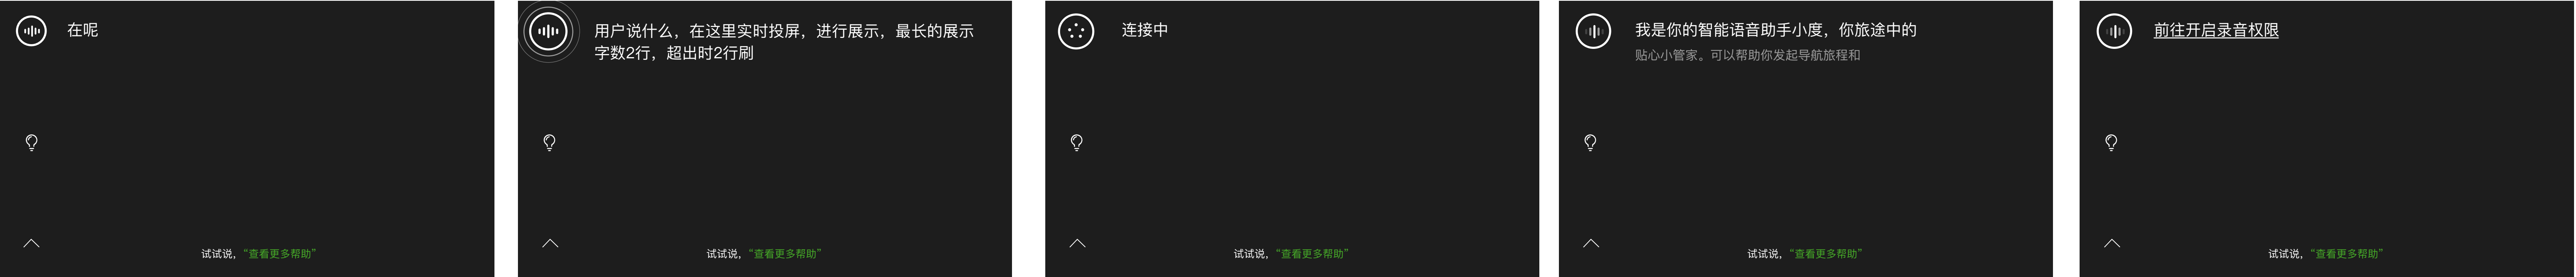 在呢
试试说，“查看更多帮助”
用户说什么，在这里实时投屏，进行展示，最长的展示
字数2行，超出时2行刷
试试说，“查看更多帮助”
连接中
试试说，“查看更多帮助”
我是你的智能语音助手小度，你旅途中的
贴心小管家。可以帮助你发起导航旅程和
试试说，“查看更多帮助”
前往开启录音权限
试试说，“查看更多帮助”